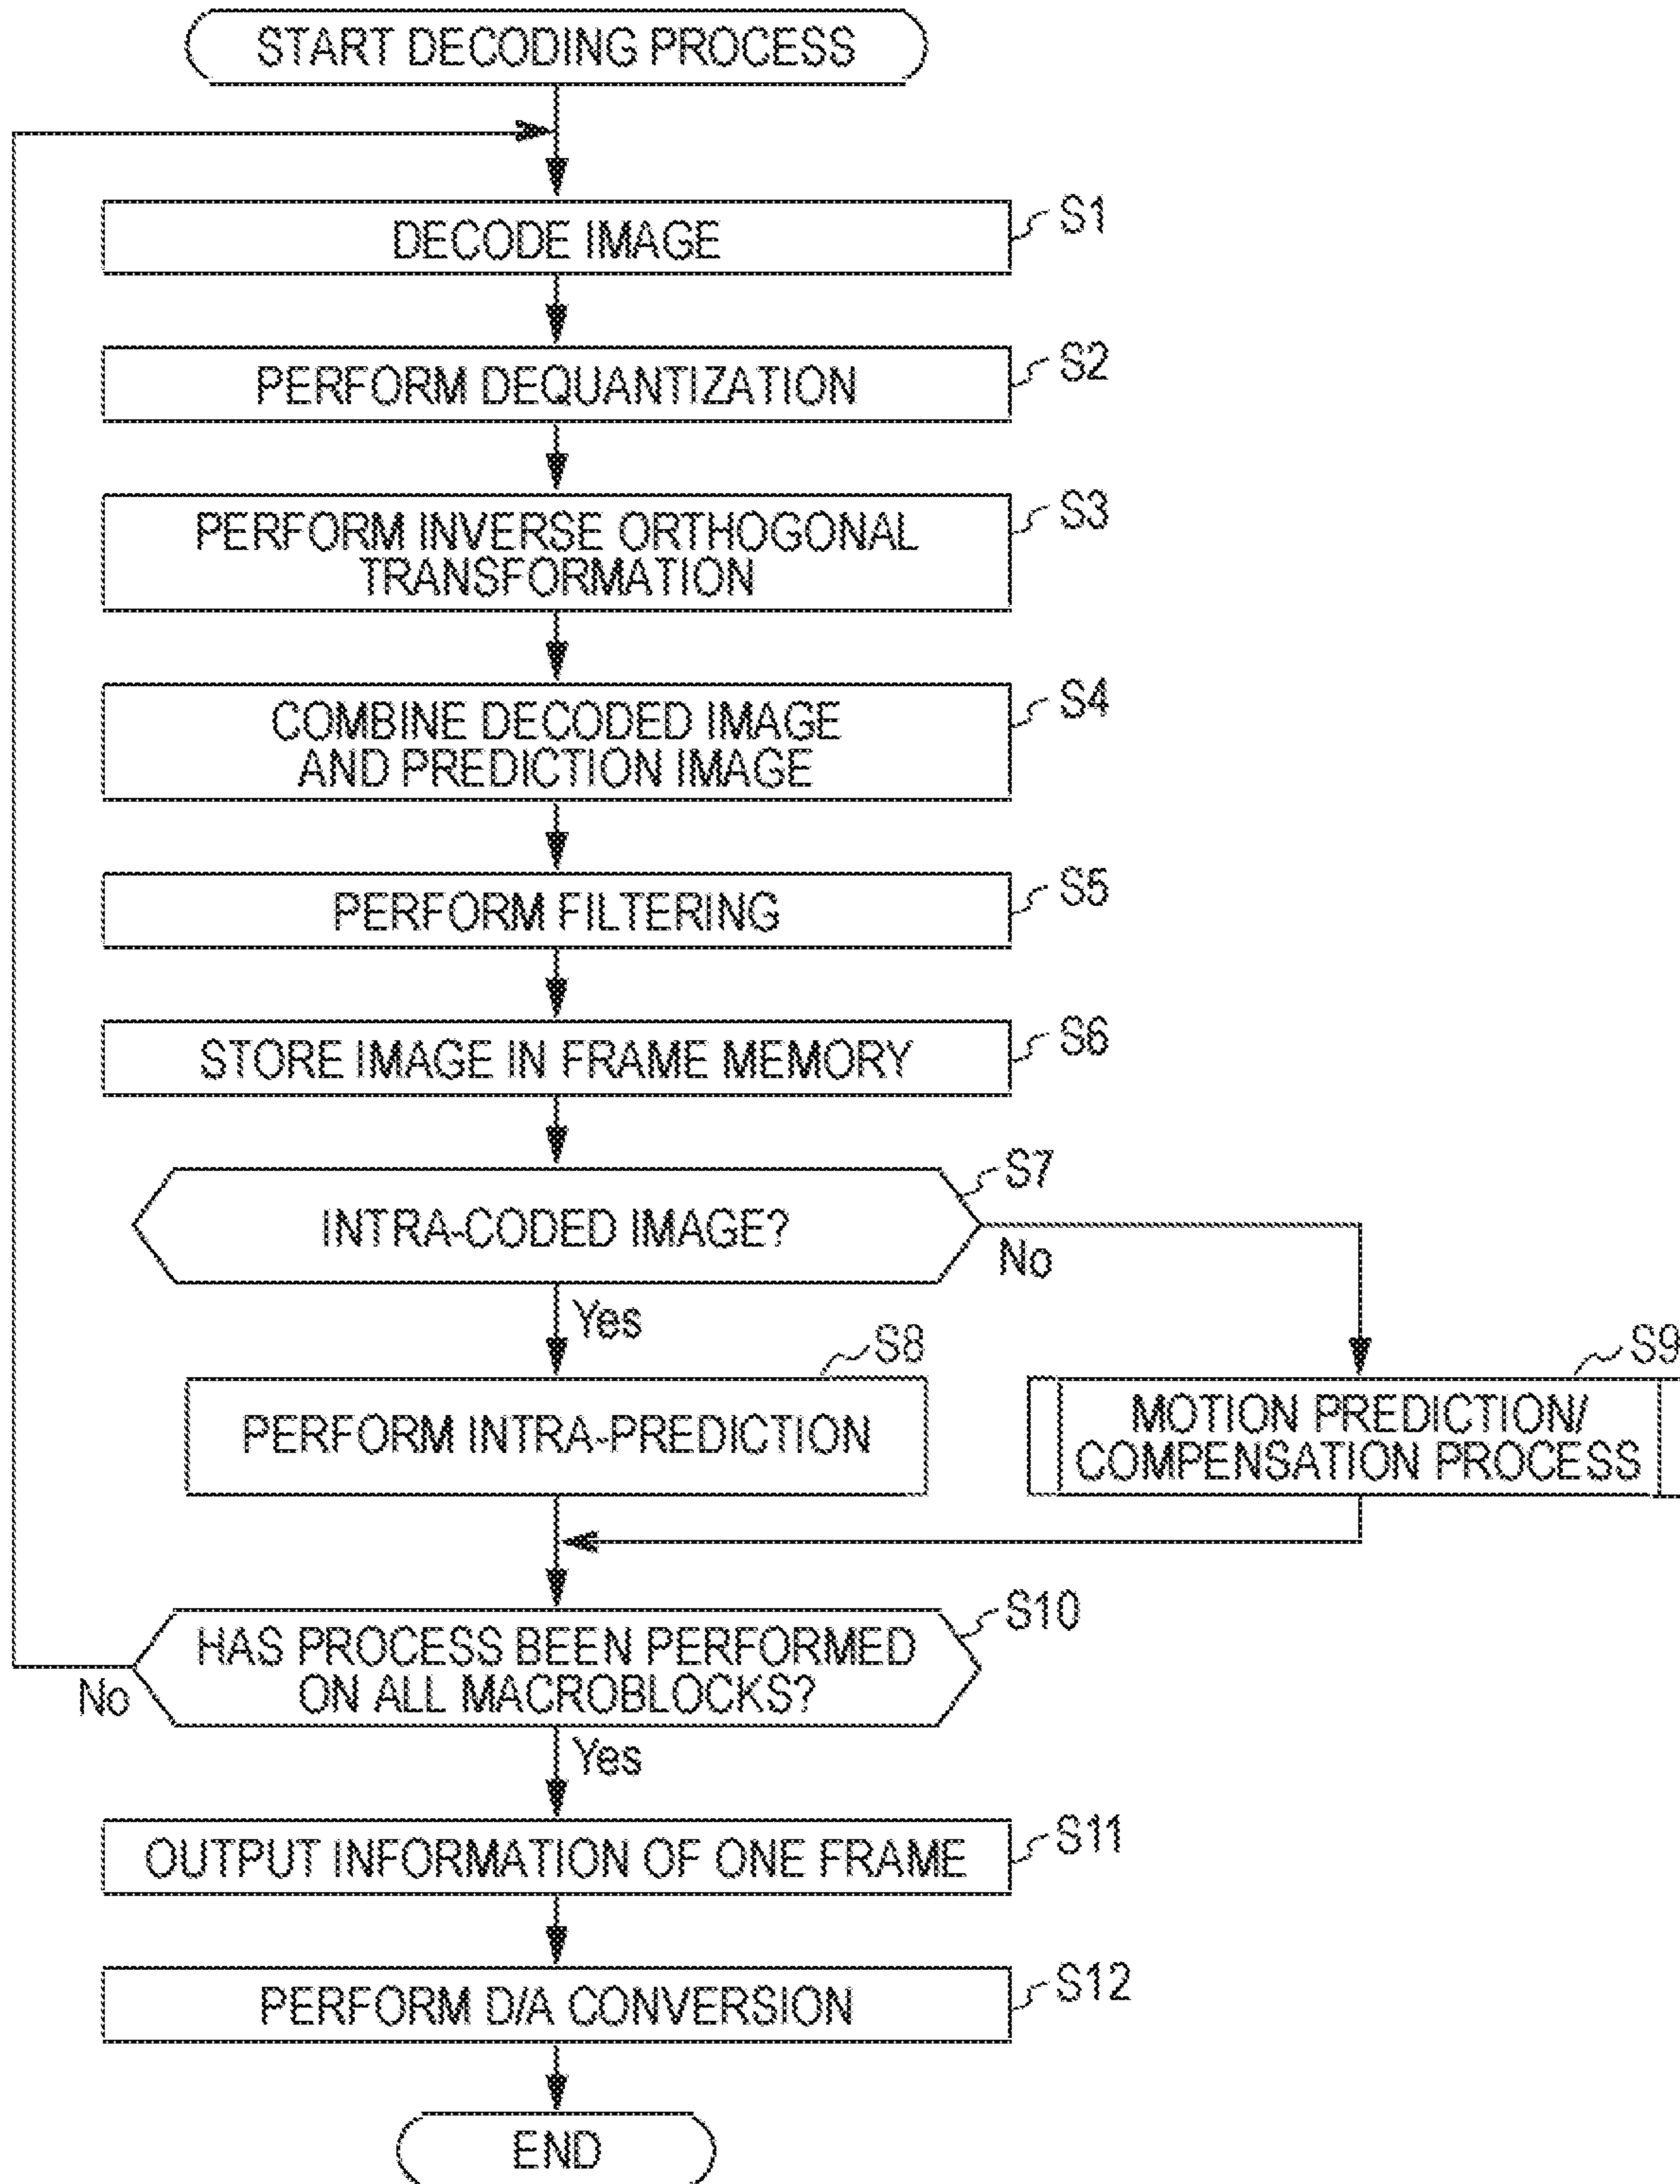 START DECODING PROCESS
DECODE IMAGE
S1
PERFORM DEQUANTIZATION
S2
PERFORM INVERSE ORTHOGONAL
TRANSFORMATION
S3
COMBINE DECODED IMAGE
AND PREDICTION IMAGE
S4
PERFORM FILTERING
S5
STORE IMAGE IN FRAME MEMORY
S6
INTRA-CODED IMAGE?
S7
No
Yes
PERFORM INTRA-PREDICTION
S8
MOTION PREDICTION/
COMPENSATION PROCESS
S9
HAS PROCESS BEEN PERFORMED
ON ALL MACROBLOCKS?
S10
No
Yes
OUTPUT INFORMATION OF ONE FRAME
S11
PERFORM D/A CONVERSION
S12
END